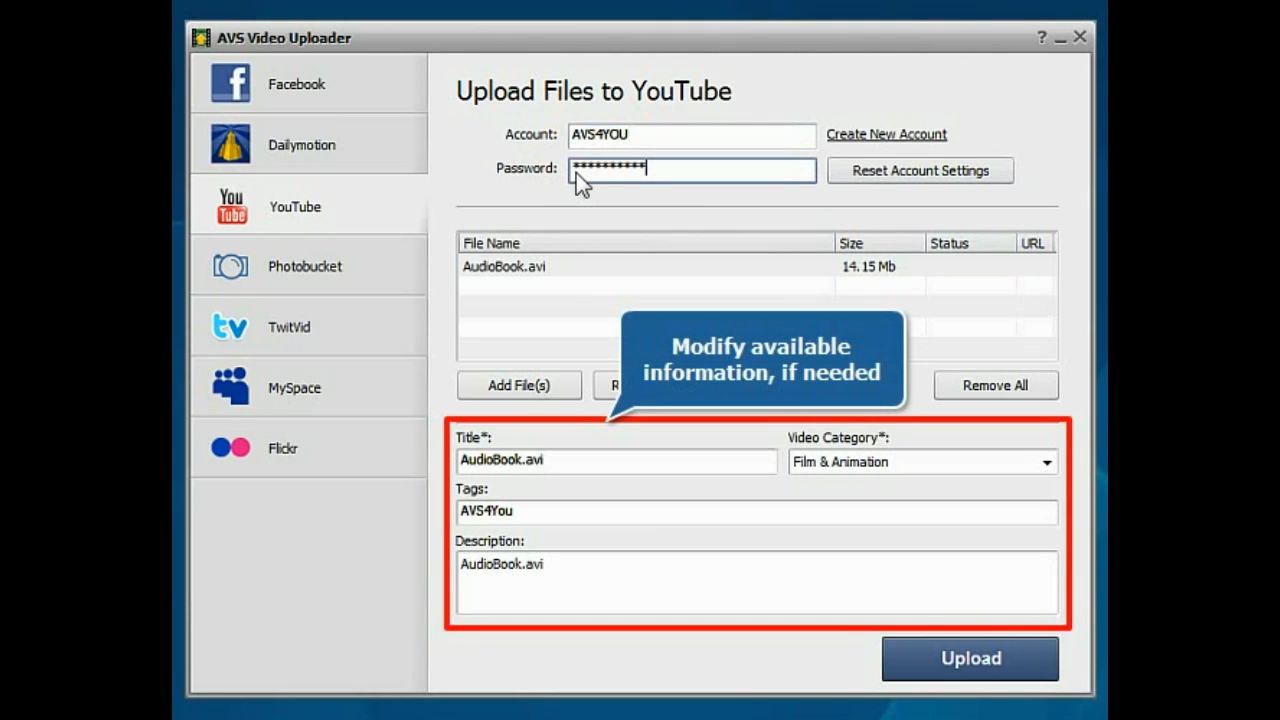 AVS Video Uploader
?
Facebook
Dailymotion
You
Tube
YouTube
Photobucket
tv
TwitVid
MySpace
Flickr
Upload Files to YouTube
Account: AVS4YOU Create New Account
Password: ********** Reset Account Settings
File Name Size Status URL
AudioBook.avi 14.15 Mb
Modify available
information, if needed
Add File(s) Remove All
Title*: Video Category*:
AudioBook.avi Film & Animation
Tags:
AVS4You
Description:
AudioBook.avi
Upload